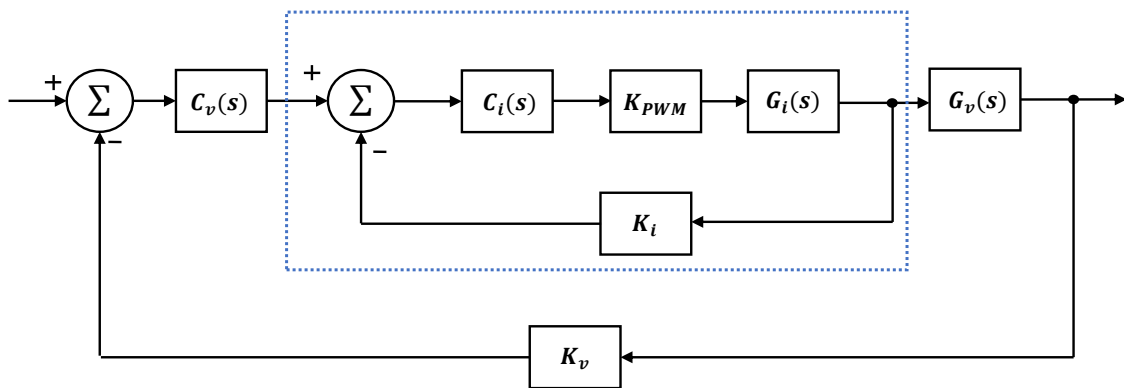 +
Σ
−
C_v(s)
+
Σ
−
C_i(s)
K_PWM
G_i(s)
G_v(s)
K_i
K_v